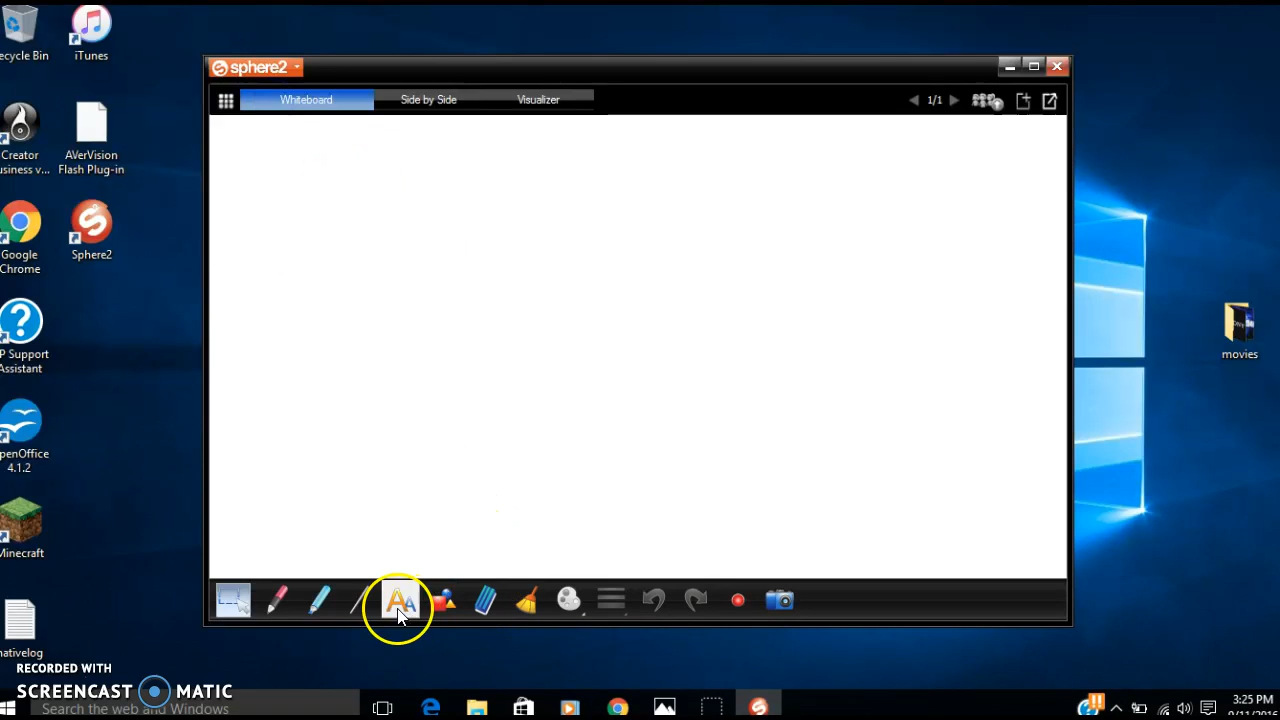 ecycle Bin
iTunes
sphere2
Whiteboard
Side by Side
Visualizer
1/1
Creator
usiness v...
AVerVision
Flash Plug-in
Google
Chrome
Sphere2
P Support
Assistant
movies
penOffice
4.1.2
Minecraft
nativelog
RECORDED WITH
SCREENCAST MATIC
Search the web and Windows
3:25 PM